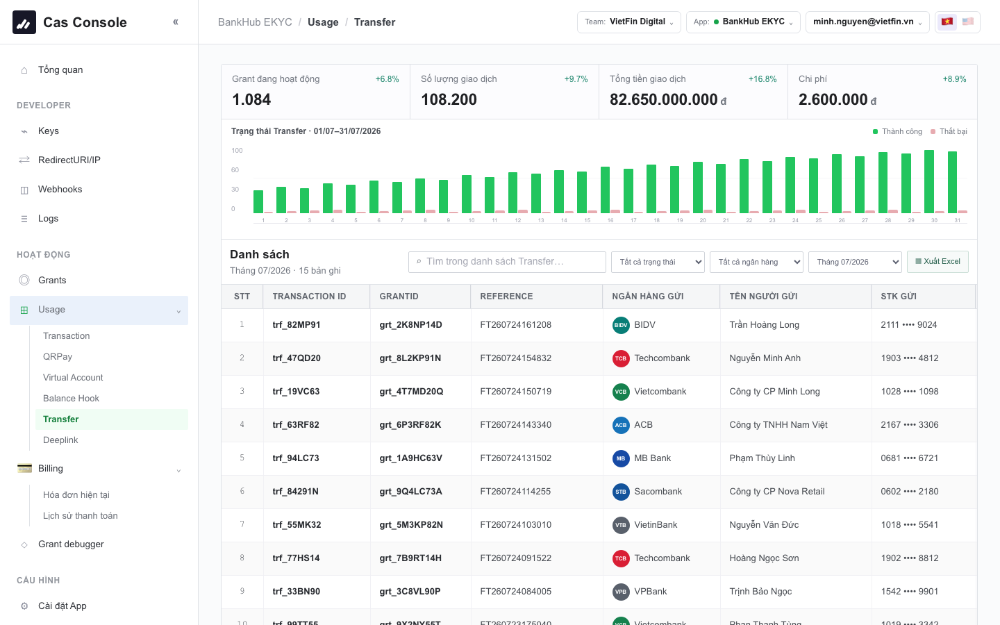 Cas Console
«
BankHub EKYC / Usage / Transfer
Team: VietFin Digital
App: BankHub EKYC
minh.nguyen@vietfin.vn
Tổng quan
DEVELOPER
Keys
RedirectURI/IP
Webhooks
Logs
HOẠT ĐỘNG
Grants
Usage
Transaction
QRPay
Virtual Account
Balance Hook
Transfer
Deeplink
Billing
Hóa đơn hiện tại
Lịch sử thanh toán
Grant debugger
CẤU HÌNH
Cài đặt App
Grant đang hoạt động +6.8%
1.084
Số lượng giao dịch +9.7%
108.200
Tổng tiền giao dịch +16.8%
82.650.000.000 đ
Chi phí +8.9%
2.600.000 đ
Trạng thái Transfer · 01/07–31/07/2026
Thành công Thất bại
100
60
30
0
1 2 3 4 5 6 7 8 9 10 11 12 13 14 15 16 17 18 19 20 21 22 23 24 25 26 27 28 29 30 31
Danh sách
Tháng 07/2026 · 15 bản ghi
Tìm trong danh sách Transfer…
Tất cả trạng thái
Tất cả ngân hàng
Tháng 07/2026
Xuất Excel
STT TRANSACTION ID GRANTID REFERENCE NGÂN HÀNG GỬI TÊN NGƯỜI GỬI STK GỬI
1 trf_82MP91 grt_2K8NP14D FT260724161208 BIDV BIDV Trần Hoàng Long 2111 •••• 9024
2 trf_47QD20 grt_8L2KP91N FT260724154832 TCB Techcombank Nguyễn Minh Anh 1903 •••• 4812
3 trf_19VC63 grt_4T7MD20Q FT260724150719 VCB Vietcombank Công ty CP Minh Long 1028 •••• 1098
4 trf_63RF82 grt_6P3RF82K FT260724143340 ACB ACB Công ty TNHH Nam Việt 2167 •••• 3306
5 trf_94LC73 grt_1A9HC63V FT260724131502 MB MB Bank Phạm Thùy Linh 0681 •••• 6721
6 trf_84291N grt_9Q4LC73A FT260724114255 STB Sacombank Công ty CP Nova Retail 0602 •••• 2180
7 trf_55MK32 grt_5M3KP82N FT260724103010 VTB VietinBank Nguyễn Văn Đức 1018 •••• 5541
8 trf_77HS14 grt_7B9RT14H FT260724091522 TCB Techcombank Hoàng Ngọc Sơn 1902 •••• 8812
9 trf_33BN90 grt_3C8VL90P FT260724084005 VPB VPBank Trịnh Bảo Ngọc 1542 •••• 9901
10 trf_99TT55 grt_9X2NY55T FT260723175040 VCB Vietcombank Phan Thanh Tùng 1019 •••• 3342